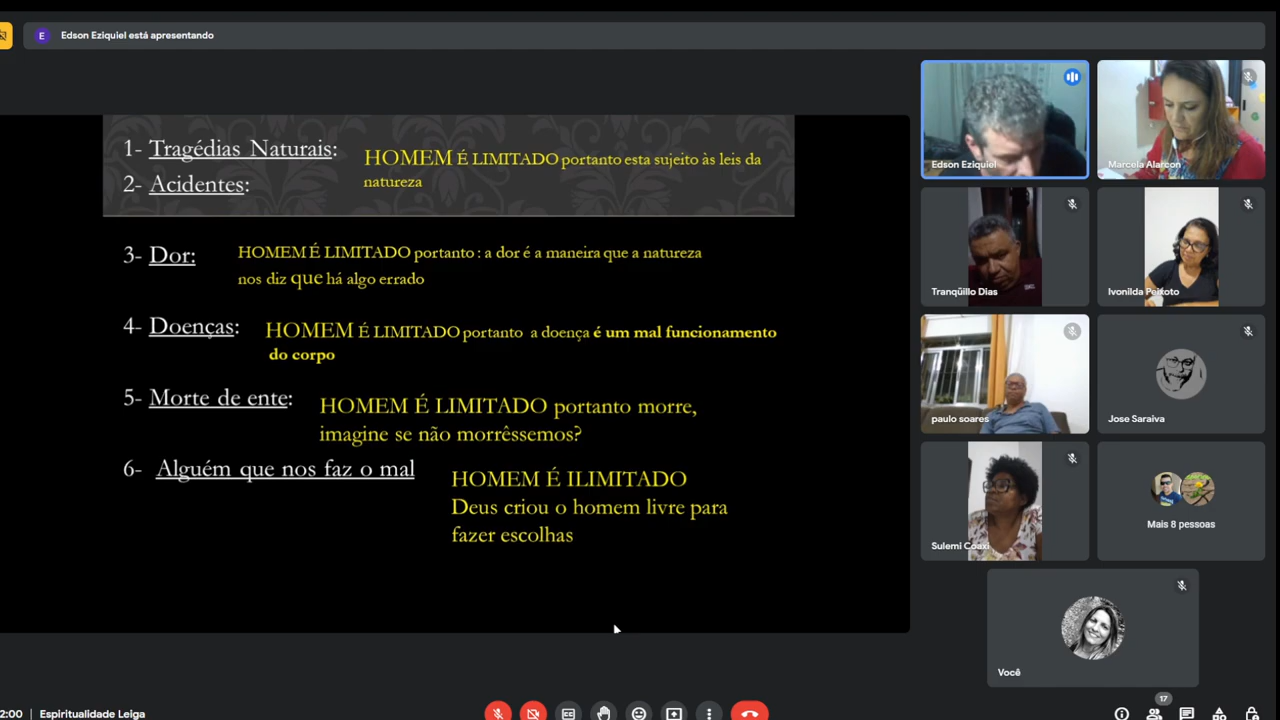 E
Edson Eziquiel está apresentando
1- Tragédias Naturais:
HOMEM É LIMITADO portanto esta sujeito às leis da
natureza
2- Acidentes:
3- Dor:
HOMEM É LIMITADO portanto : a dor é a maneira que a natureza
nos diz que há algo errado
4- Doenças:
HOMEM É LIMITADO portanto a doença é um mal funcionamento
do corpo
5- Morte de ente:
HOMEM É LIMITADO portanto morre,
imagine se não morrêssemos?
6- Alguém que nos faz o mal
HOMEM É ILIMITADO
Deus criou o homem livre para
fazer escolhas
Edson Eziquiel
Marcela Alarcon
Tranqüillo Dias
Ivonilda Peixoto
paulo soares
Jose Saraiva
Sulemi Coaxi
Mais 8 pessoas
Você
2:00 | Espiritualidade Leiga
17